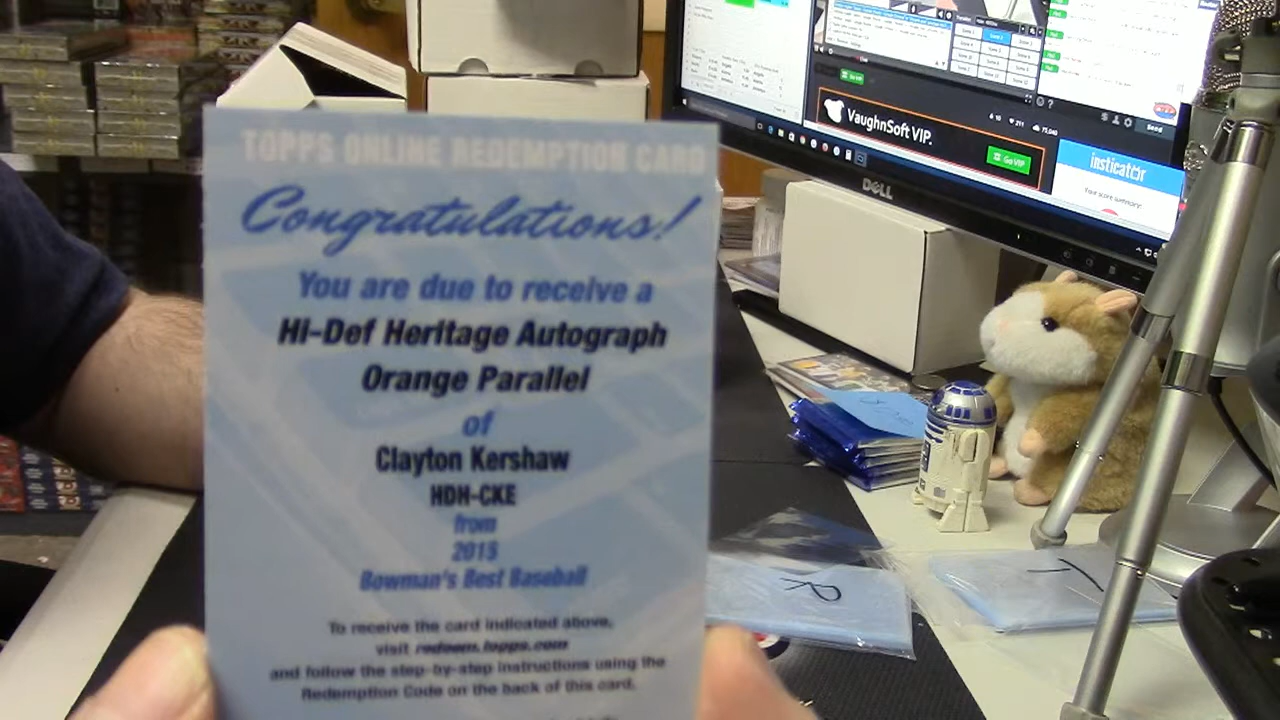 TOPPS ONLINE REDEMPTION CARD
Congratulations!
You are due to receive a
Hi-Def Heritage Autograph
Orange Parallel
of
Clayton Kershaw
HDH-CKE
from
2015
Bowman's Best Baseball
To receive the card indicated above,
visit redeem.topps.com
and follow the step-by-step instructions using the
Redemption Code on the back of this card.
VaughnSoft VIP.
Go VIP
insticator
DELL